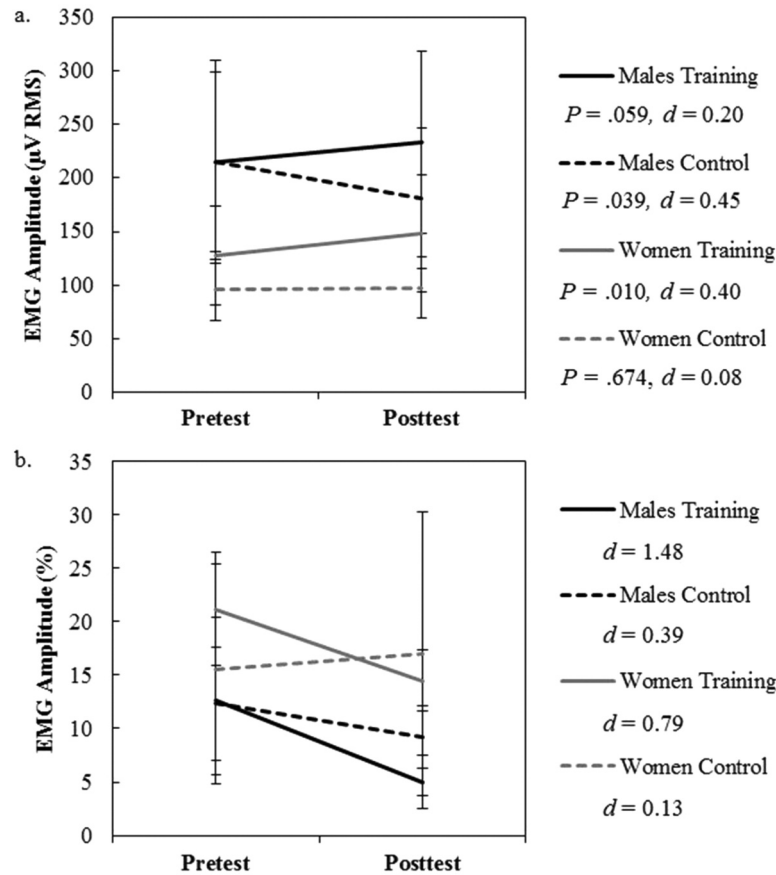 a.
350
300
250
200
150
100
50
0
EMG Amplitude (µV RMS)
Pretest
Posttest
Males Training
P = .059, d = 0.20
Males Control
P = .039, d = 0.45
Women Training
P = .010, d = 0.40
Women Control
P = .674, d = 0.08
b.
35
30
25
20
15
10
5
0
EMG Amplitude (%)
Pretest
Posttest
Males Training
d = 1.48
Males Control
d = 0.39
Women Training
d = 0.79
Women Control
d = 0.13